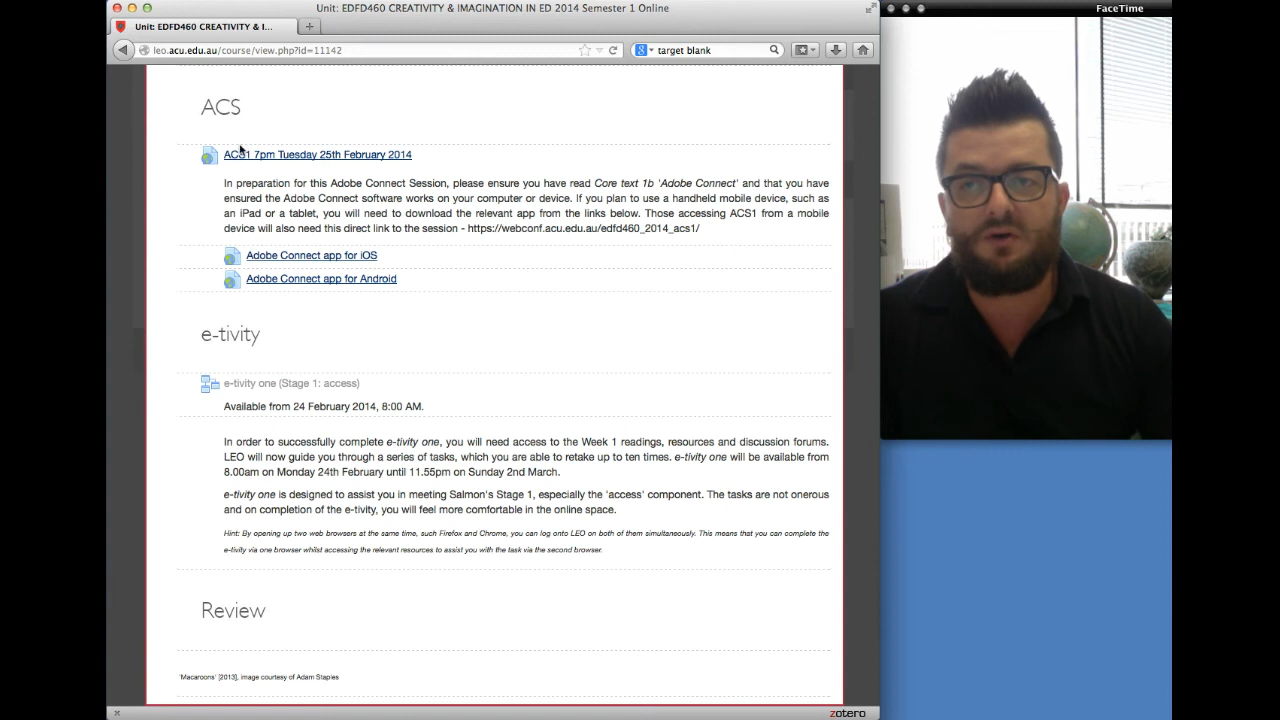 Unit: EDFD460 CREATIVITY & IMAGINATION IN ED 2014 Semester 1 Online
FaceTime
Unit: EDFD460 CREATIVITY & I...
leo.acu.edu.au/course/view.php?id=11142
target blank
ACS
ACS1 7pm Tuesday 25th February 2014
In preparation for this Adobe Connect Session, please ensure you have read Core text 1b 'Adobe Connect' and that you have
ensured the Adobe Connect software works on your computer or device. If you plan to use a handheld mobile device, such as
an iPad or a tablet, you will need to download the relevant app from the links below. Those accessing ACS1 from a mobile
device will also need this direct link to the session - https://webconf.acu.edu.au/edfd460_2014_acs1/
Adobe Connect app for iOS
Adobe Connect app for Android
e-tivity
e-tivity one (Stage 1: access)
Available from 24 February 2014, 8:00 AM.
In order to successfully complete e-tivity one, you will need access to the Week 1 readings, resources and discussion forums.
LEO will now guide you through a series of tasks, which you are able to retake up to ten times. e-tivity one will be available from
8.00am on Monday 24th February until 11.55pm on Sunday 2nd March.
e-tivity one is designed to assist you in meeting Salmon's Stage 1, especially the 'access' component. The tasks are not onerous
and on completion of the e-tivity, you will feel more comfortable in the online space.
Hint: By opening up two web browsers at the same time, such Firefox and Chrome, you can log onto LEO on both of them simultaneously. This means that you can complete the
e-tivity via one browser whilst accessing the relevant resources to assist you with the task via the second browser.
Review
'Macaroons' [2013], image courtesy of Adam Staples
zotero